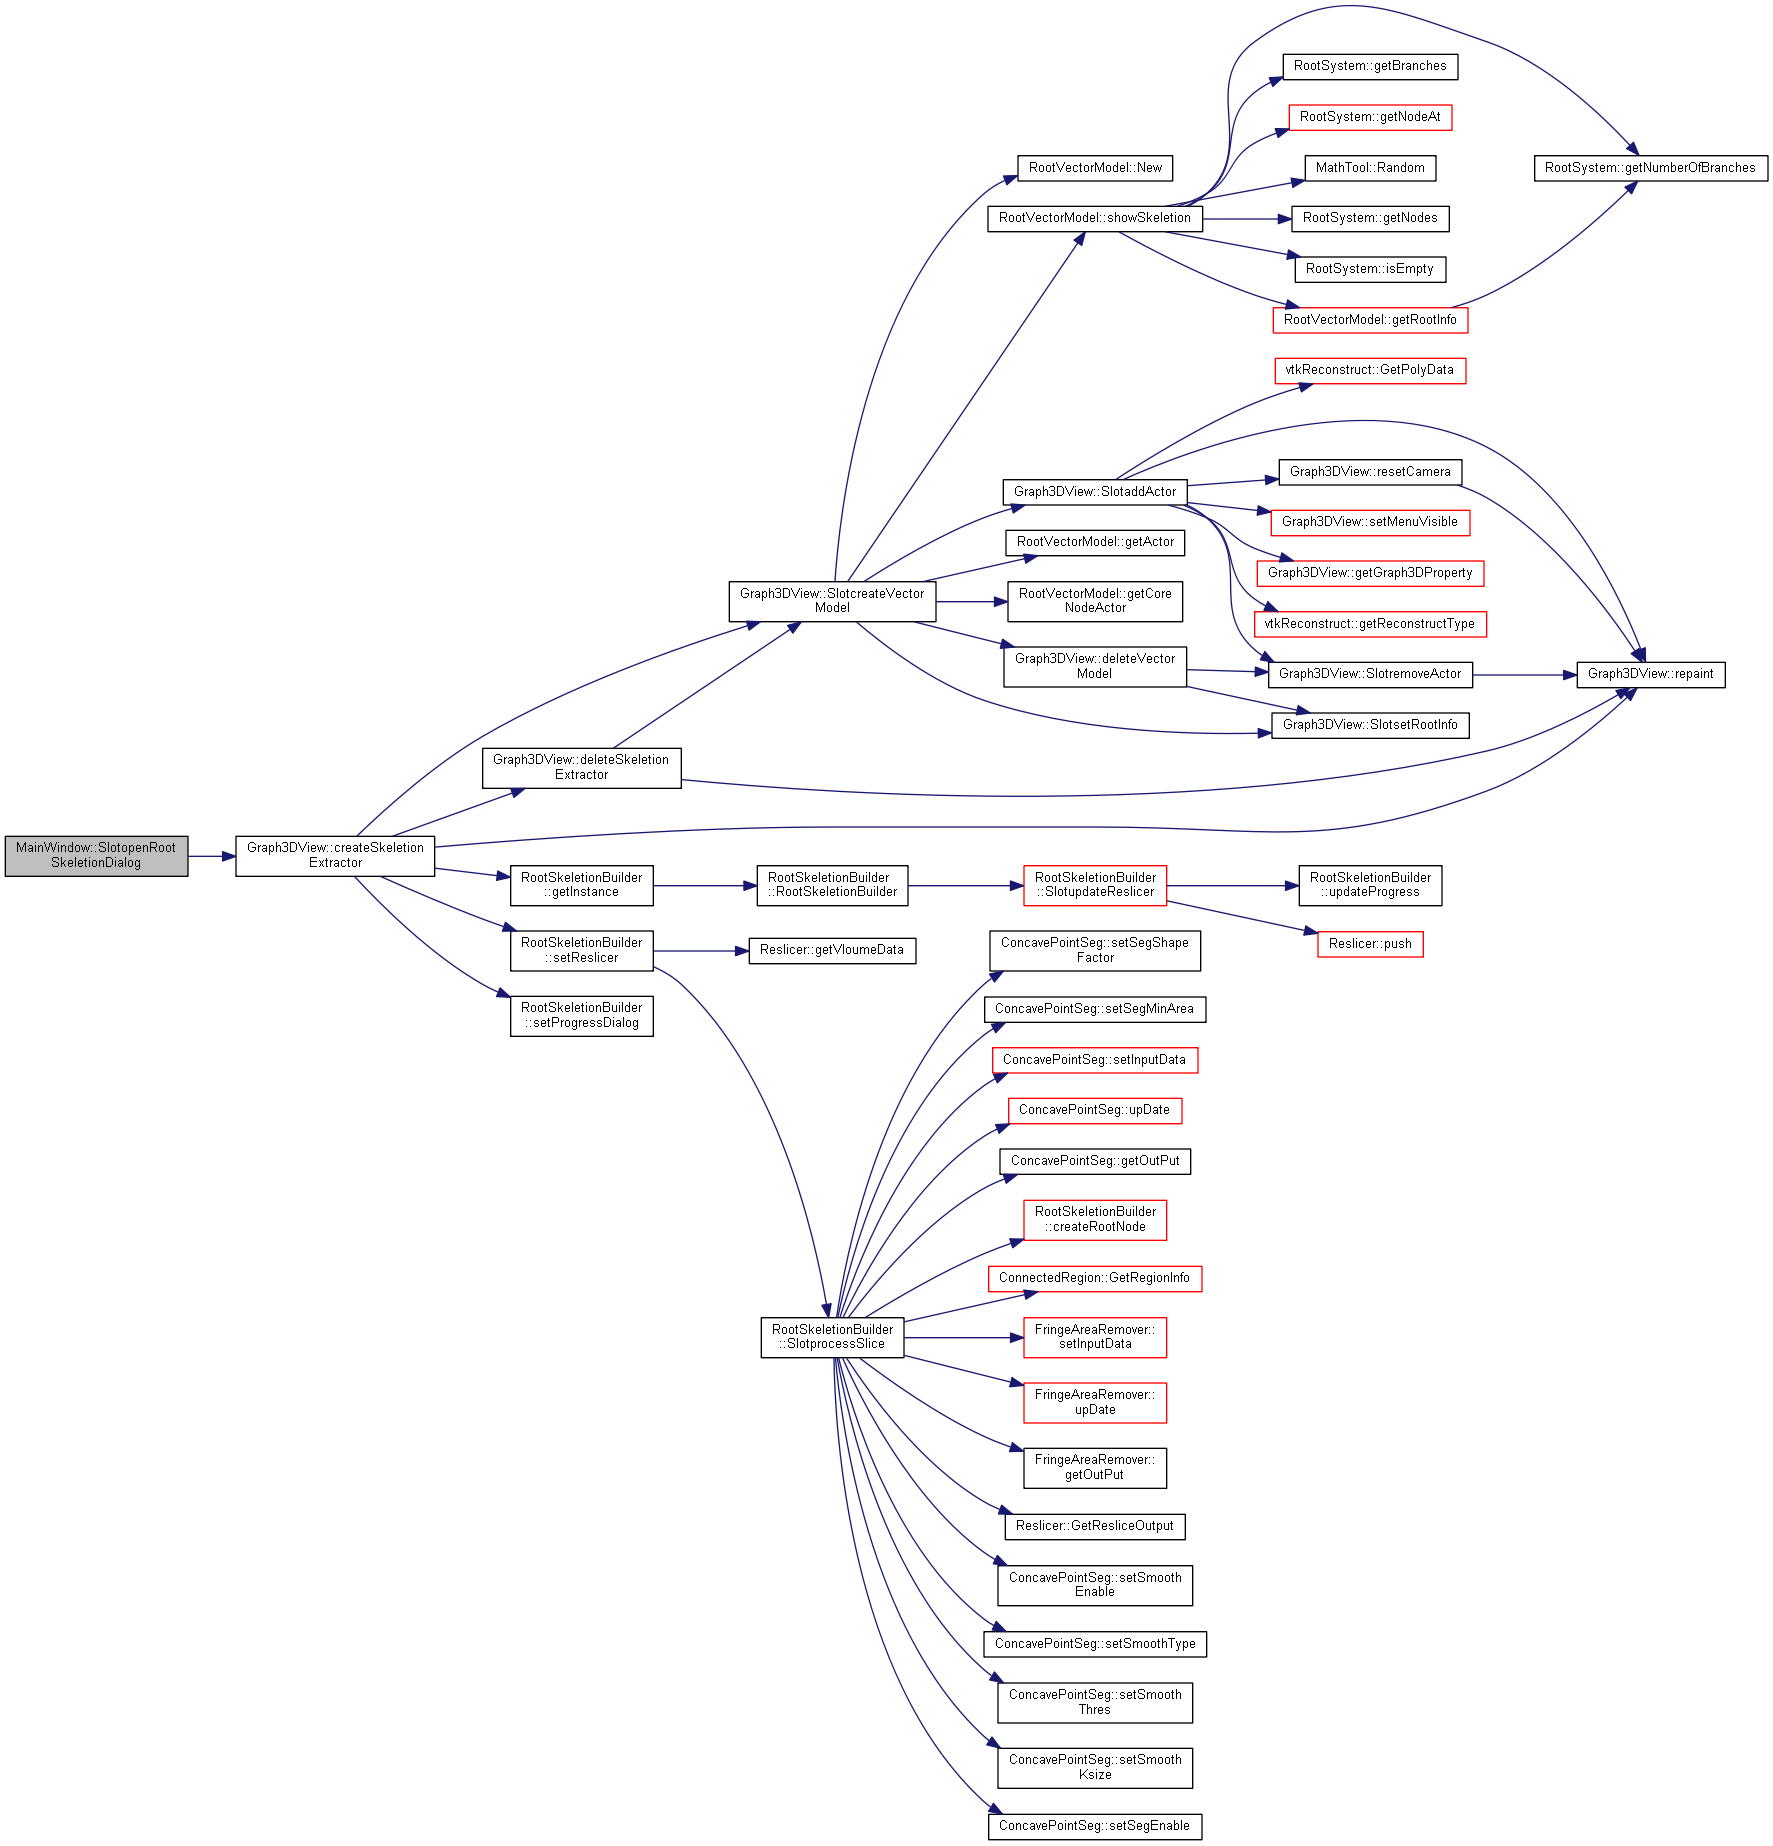 RootSystem::getBranches
RootSystem::getNodeAt
RootVectorModel::New
MathTool::Random
RootSystem::getNumberOfBranches
RootVectorModel::showSkeletion
RootSystem::getNodes
RootSystem::isEmpty
RootVectorModel::getRootInfo
vtkReconstruct::GetPolyData
Graph3DView::resetCamera
Graph3DView::SlotaddActor
Graph3DView::setMenuVisible
RootVectorModel::getActor
Graph3DView::getGraph3DProperty
Graph3DView::SlotcreateVector
Model
RootVectorModel::getCore
NodeActor
vtkReconstruct::getReconstructType
Graph3DView::deleteVector
Model
Graph3DView::SlotremoveActor
Graph3DView::repaint
Graph3DView::SlotsetRootInfo
Graph3DView::deleteSkeletion
Extractor
MainWindow::SlotopenRoot
SkeletionDialog
Graph3DView::createSkeletion
Extractor
RootSkeletionBuilder
::getInstance
RootSkeletionBuilder
::RootSkeletionBuilder
RootSkeletionBuilder
::SlotupdateReslicer
RootSkeletionBuilder
::updateProgress
RootSkeletionBuilder
::setReslicer
Reslicer::getVloumeData
Reslicer::push
ConcavePointSeg::setSegShape
Factor
RootSkeletionBuilder
::setProgressDialog
ConcavePointSeg::setSegMinArea
ConcavePointSeg::setInputData
ConcavePointSeg::upDate
ConcavePointSeg::getOutPut
RootSkeletionBuilder
::createRootNode
ConnectedRegion::GetRegionInfo
RootSkeletionBuilder
::SlotprocessSlice
FringeAreaRemover::
setInputData
FringeAreaRemover::
upDate
FringeAreaRemover::
getOutPut
Reslicer::GetResliceOutput
ConcavePointSeg::setSmooth
Enable
ConcavePointSeg::setSmoothType
ConcavePointSeg::setSmooth
Thres
ConcavePointSeg::setSmooth
Ksize
ConcavePointSeg::setSegEnable